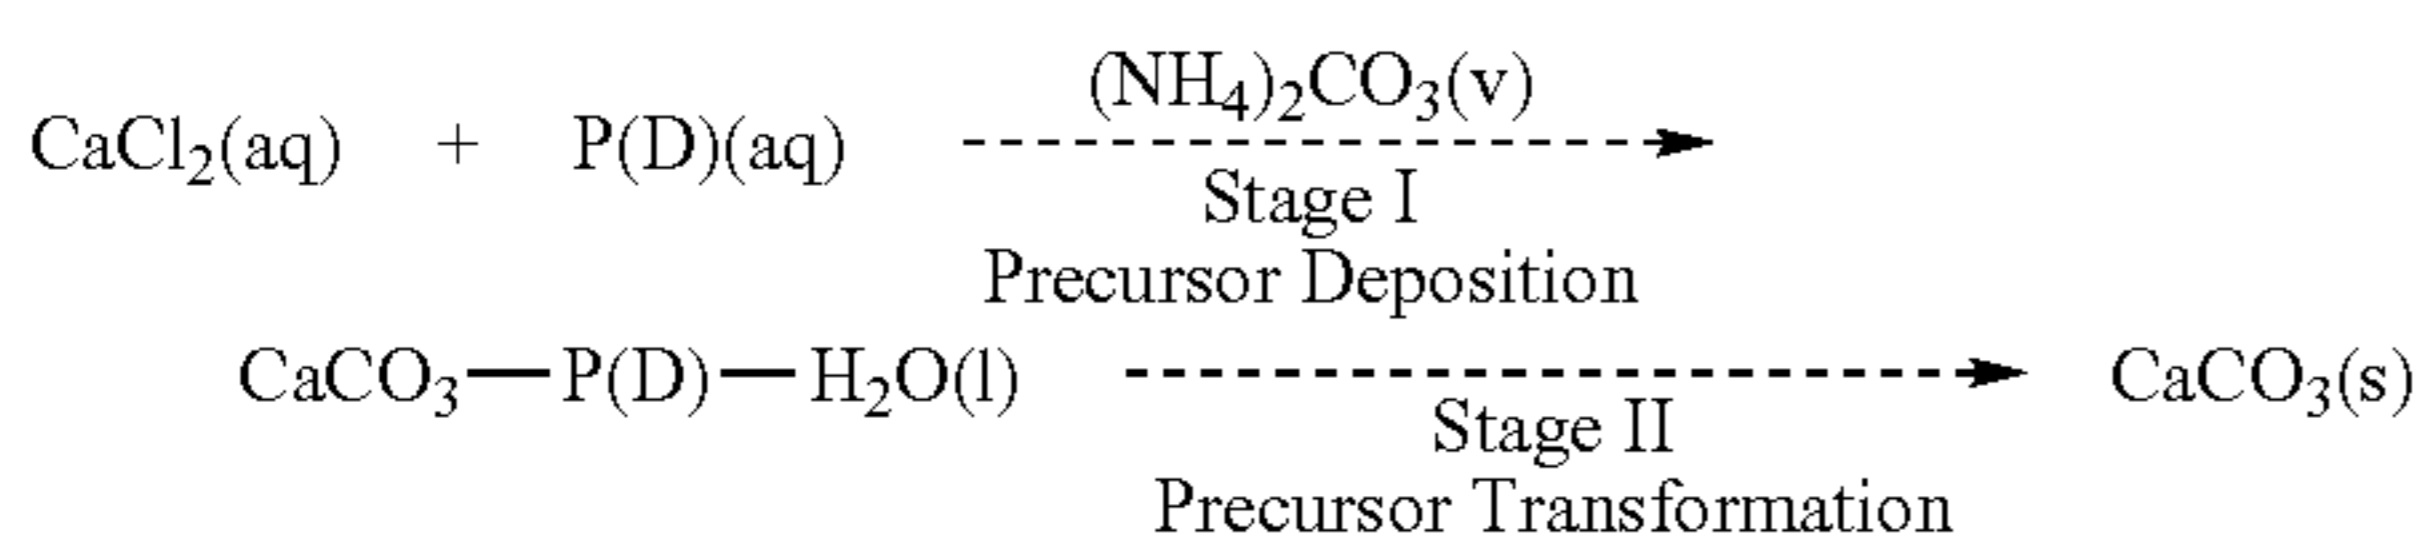 (NH₄)₂CO₃(v)
CaCl₂(aq) + P(D)(aq)
Stage I
Precursor Deposition
CaCO₃—P(D)—H₂O(l) CaCO₃(s)
Stage II
Precursor Transformation